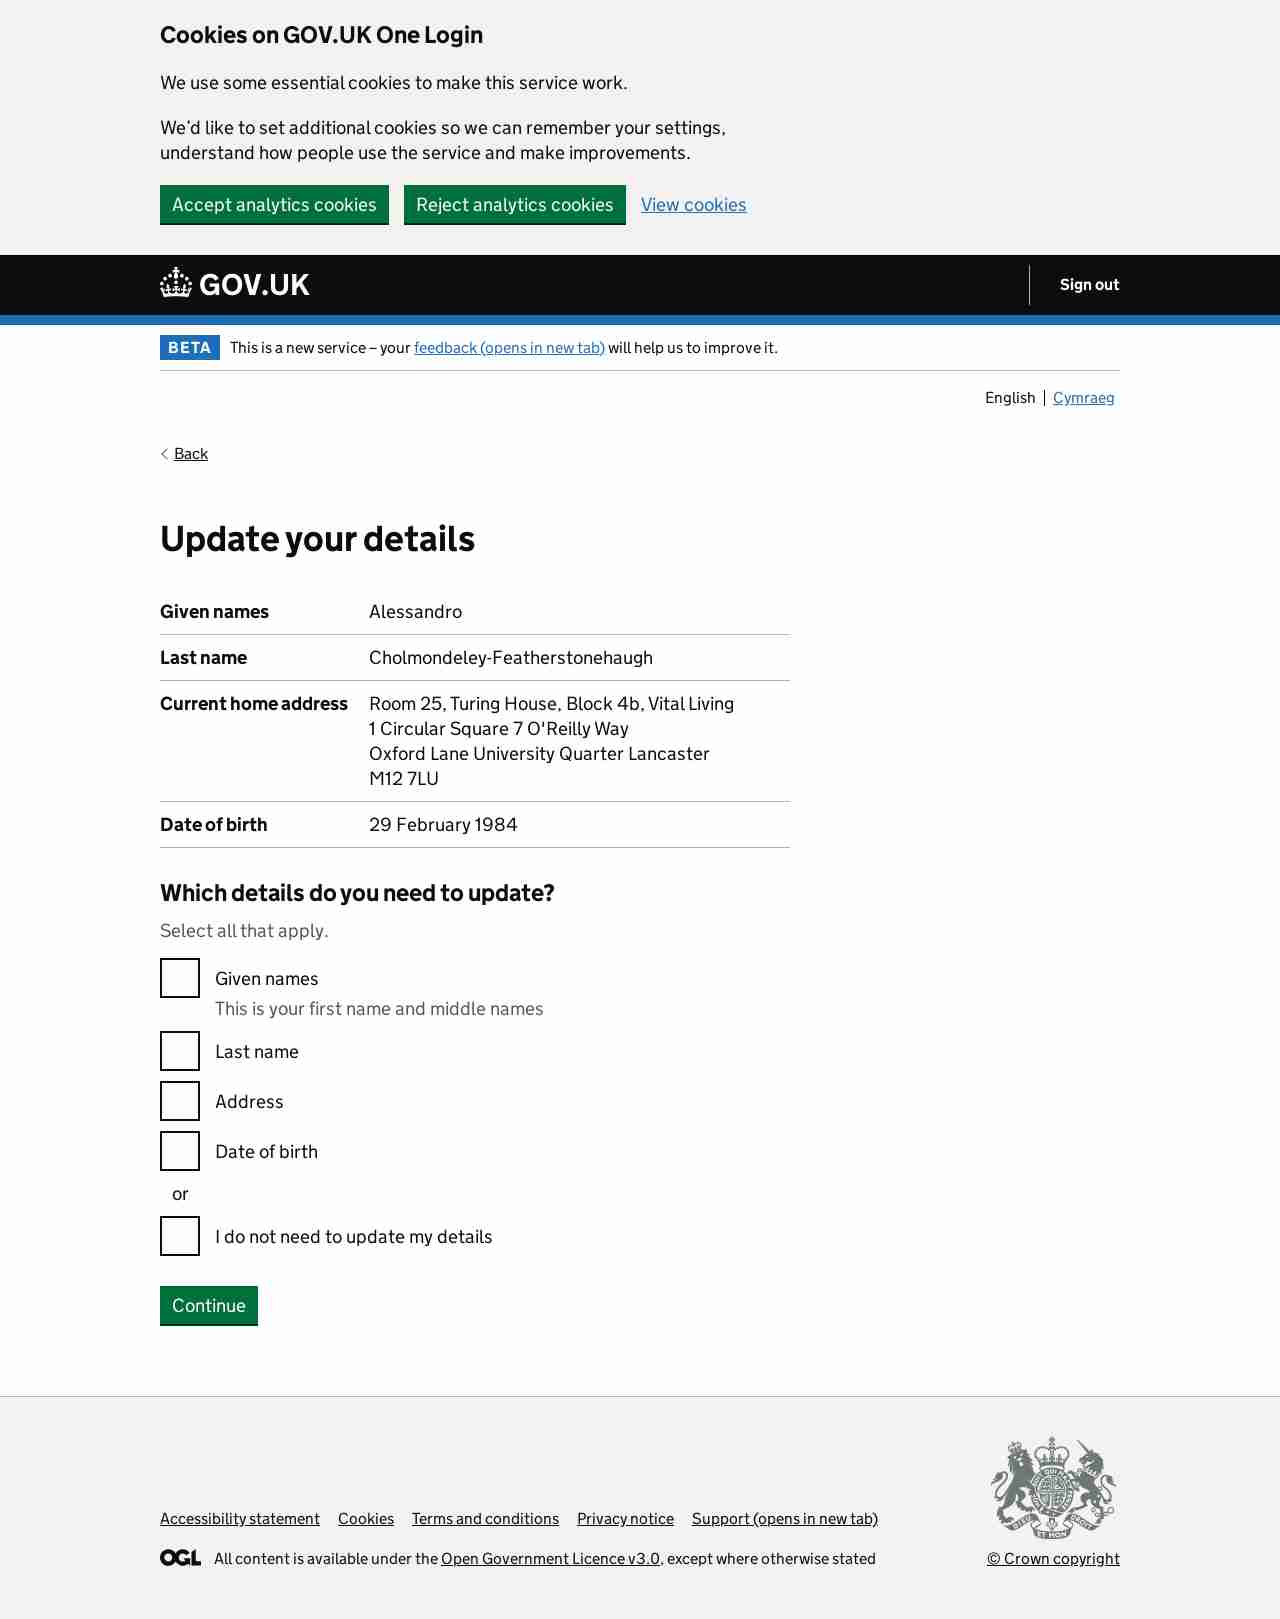 Cookies on GOV.UK One Login
We use some essential cookies to make this service work.
We'd like to set additional cookies so we can remember your settings,
understand how people use the service and make improvements.
Accept analytics cookies Reject analytics cookies View cookies
GOV.UK Sign out
BETA This is a new service – your feedback (opens in new tab) will help us to improve it.
English | Cymraeg
Back
Update your details
Given names Alessandro
Last name Cholmondeley-Featherstonehaugh
Current home address Room 25, Turing House, Block 4b, Vital Living
1 Circular Square 7 O'Reilly Way
Oxford Lane University Quarter Lancaster
M12 7LU
Date of birth 29 February 1984
Which details do you need to update?
Select all that apply.
Given names
This is your first name and middle names
Last name
Address
Date of birth
or
I do not need to update my details
Continue
Accessibility statement Cookies Terms and conditions Privacy notice Support (opens in new tab)
OGL All content is available under the Open Government Licence v3.0, except where otherwise stated
© Crown copyright